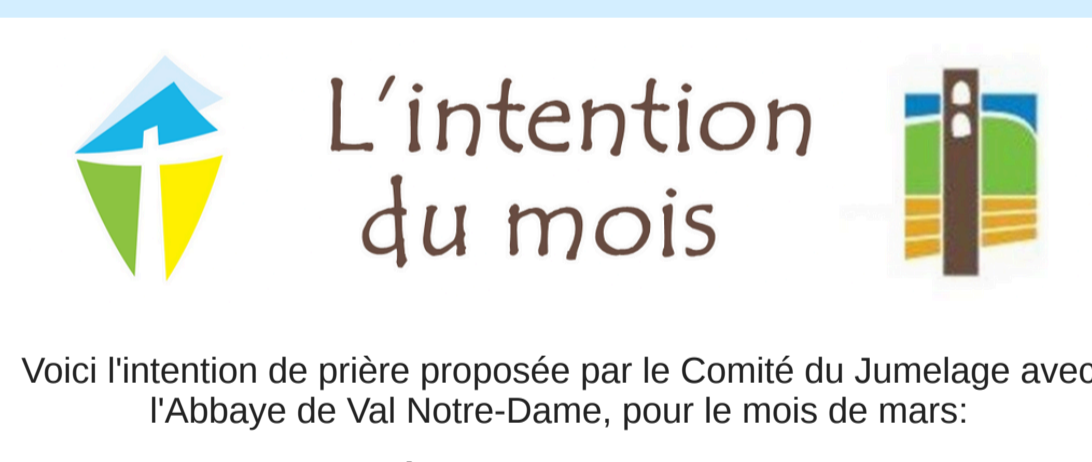 L'intention
du mois
Voici l'intention de prière proposée par le Comité du Jumelage avec
l'Abbaye de Val Notre-Dame, pour le mois de mars: